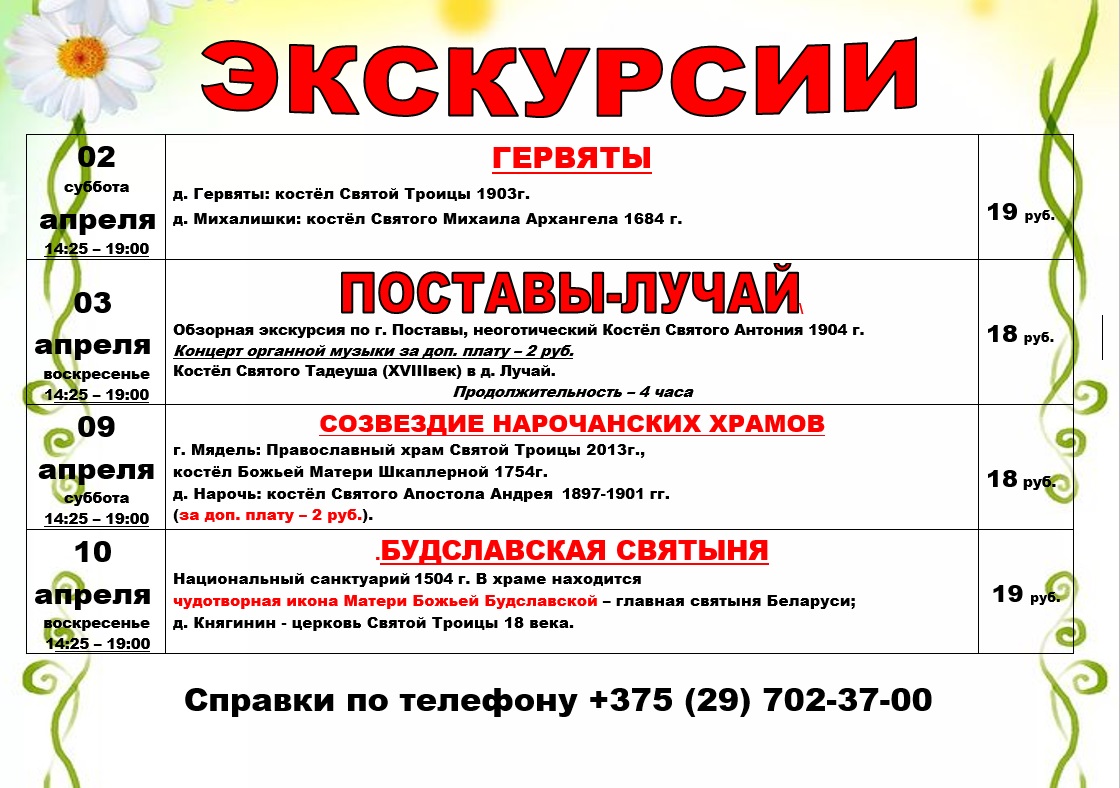 ЭКСКУРСИИ
02
суббота
апреля
14:25 – 19:00
ГЕРВЯТЫ
д. Гервяты: костёл Святой Троицы 1903г.
д. Михалишки: костёл Святого Михаила Архангела 1684 г.
19 руб.
03
апреля
воскресенье
14:25 – 19:00
ПОСТАВЫ-ЛУЧАЙ\
Обзорная экскурсия по г. Поставы, неоготический Костёл Святого Антония 1904 г.
Концерт органной музыки за доп. плату – 2 руб.
Костёл Святого Тадеуша (XVIIIвек) в д. Лучай.
Продолжительность – 4 часа
18 руб.
09
апреля
суббота
14:25 – 19:00
СОЗВЕЗДИЕ НАРОЧАНСКИХ ХРАМОВ
г. Мядель: Православный храм Святой Троицы 2013г.,
костёл Божьей Матери Шкаплерной 1754г.
д. Нарочь: костёл Святого Апостола Андрея 1897-1901 гг.
(за доп. плату – 2 руб.).
18 руб.
10
апреля
воскресенье
14:25 – 19:00
.БУДСЛАВСКАЯ СВЯТЫНЯ
Национальный санктуарий 1504 г. В храме находится
чудотворная икона Матери Божьей Будславской – главная святыня Беларуси;
д. Княгинин - церковь Святой Троицы 18 века.
19 руб.
Справки по телефону +375 (29) 702-37-00